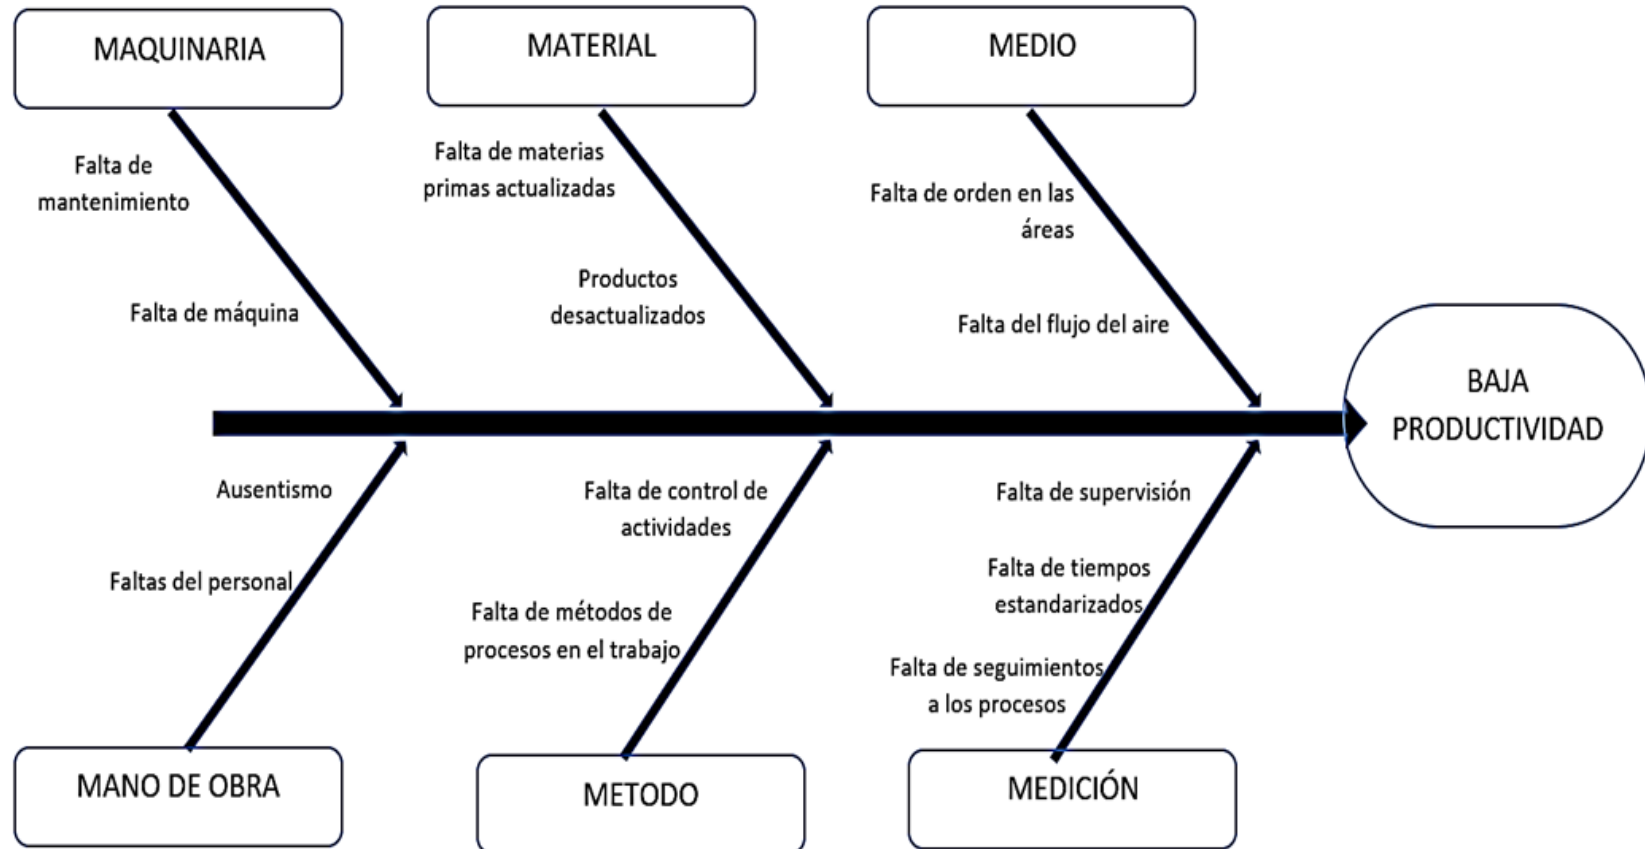 MAQUINARIA
MATERIAL
MEDIO
Falta de
mantenimiento
Falta de máquina
Falta de materias
primas actualizadas
Productos
desactualizados
Falta de orden en las
áreas
Falta del flujo del aire
BAJA
PRODUCTIVIDAD
Ausentismo
Faltas del personal
Falta de control de
actividades
Falta de métodos de
procesos en el trabajo
Falta de supervisión
Falta de tiempos
estandarizados
Falta de seguimientos
a los procesos
MANO DE OBRA
METODO
MEDICIÓN